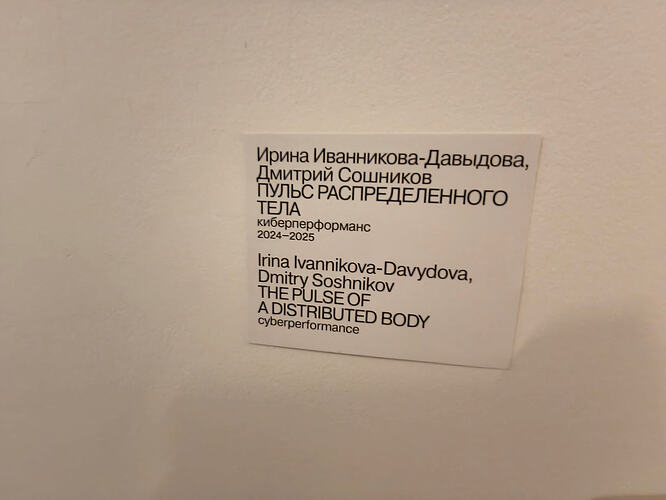 Ирина Иванникова-Давыдова,
Дмитрий Сошников
ПУЛЬС РАСПРЕДЕЛЕННОГО
ТЕЛА
киберперформанс
2024–2025
Irina Ivannikova-Davydova,
Dmitry Soshnikov
THE PULSE OF
A DISTRIBUTED BODY
cyberperformance